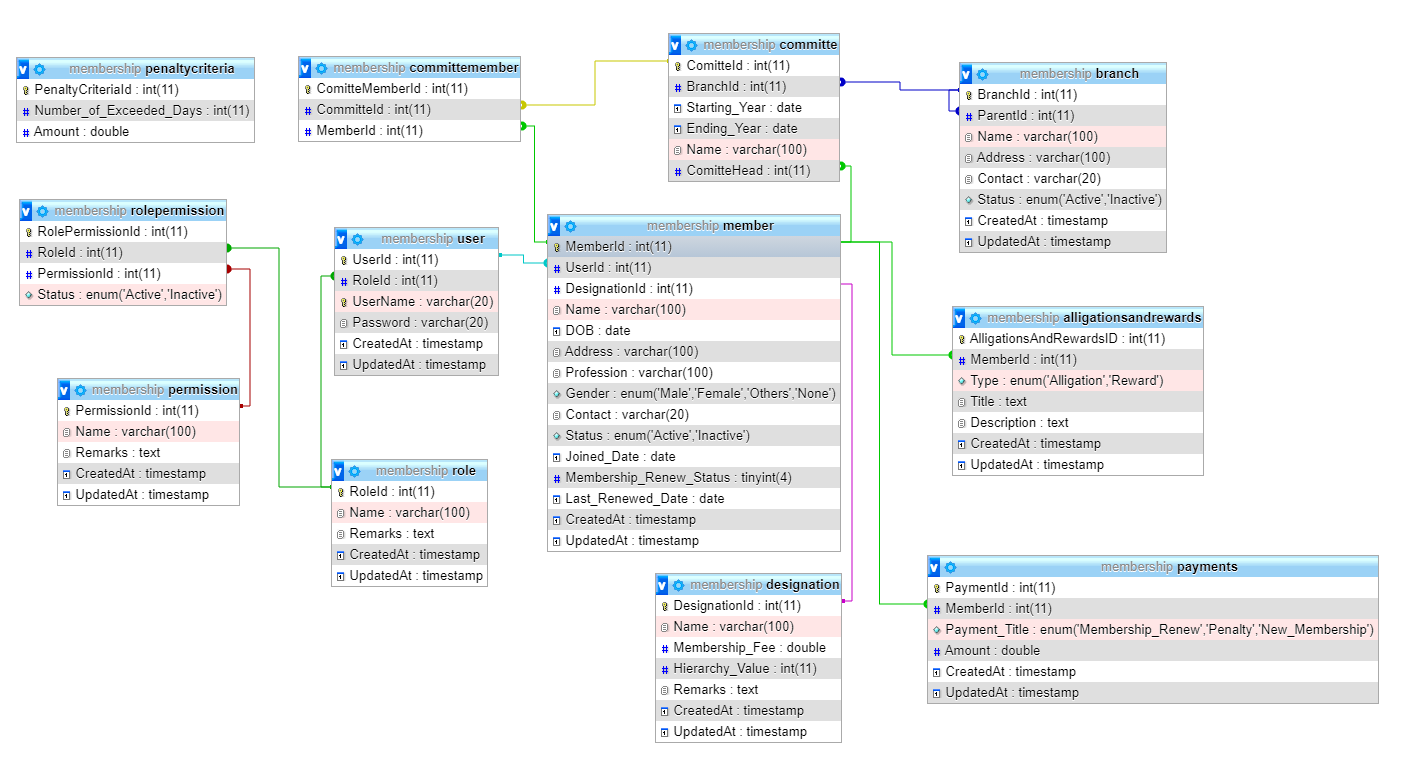 membership penaltycriteria
PenaltyCriteriaId : int(11)
Number_of_Exceeded_Days : int(11)
Amount : double
membership committemember
ComitteMemberId : int(11)
CommitteId : int(11)
MemberId : int(11)
membership committe
ComitteId : int(11)
BranchId : int(11)
Starting_Year : date
Ending_Year : date
Name : varchar(100)
ComitteHead : int(11)
membership branch
BranchId : int(11)
ParentId : int(11)
Name : varchar(100)
Address : varchar(100)
Contact : varchar(20)
Status : enum('Active','Inactive')
CreatedAt : timestamp
UpdatedAt : timestamp
membership rolepermission
RolePermissionId : int(11)
RoleId : int(11)
PermissionId : int(11)
Status : enum('Active','Inactive')
membership user
UserId : int(11)
RoleId : int(11)
UserName : varchar(20)
Password : varchar(20)
CreatedAt : timestamp
UpdatedAt : timestamp
membership member
MemberId : int(11)
UserId : int(11)
DesignationId : int(11)
Name : varchar(100)
DOB : date
Address : varchar(100)
Profession : varchar(100)
Gender : enum('Male','Female','Others','None')
Contact : varchar(20)
Status : enum('Active','Inactive')
Joined_Date : date
Membership_Renew_Status : tinyint(4)
Last_Renewed_Date : date
CreatedAt : timestamp
UpdatedAt : timestamp
membership alligationsandrewards
AlligationsAndRewardsID : int(11)
MemberId : int(11)
Type : enum('Alligation','Reward')
Title : text
Description : text
CreatedAt : timestamp
UpdatedAt : timestamp
membership permission
PermissionId : int(11)
Name : varchar(100)
Remarks : text
CreatedAt : timestamp
UpdatedAt : timestamp
membership role
RoleId : int(11)
Name : varchar(100)
Remarks : text
CreatedAt : timestamp
UpdatedAt : timestamp
membership designation
DesignationId : int(11)
Name : varchar(100)
Membership_Fee : double
Hierarchy_Value : int(11)
Remarks : text
CreatedAt : timestamp
UpdatedAt : timestamp
membership payments
PaymentId : int(11)
MemberId : int(11)
Payment_Title : enum('Membership_Renew','Penalty','New_Membership')
Amount : double
CreatedAt : timestamp
UpdatedAt : timestamp